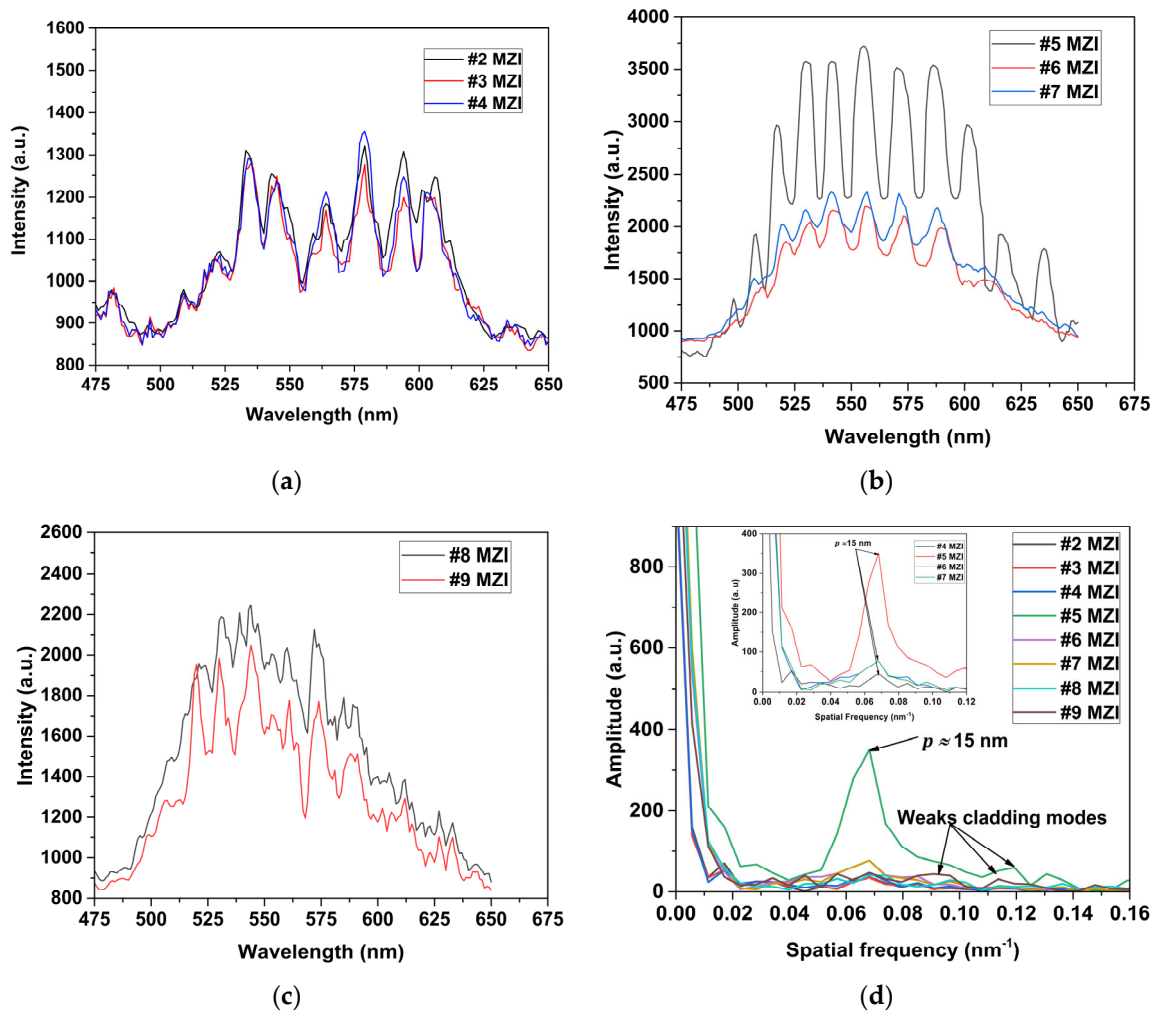 1600
1500
1400
1300
1200
1100
1000
900
800
Intensity (a.u.)
#2 MZI
#3 MZI
#4 MZI
475 500 525 550 575 600 625 650
Wavelength (nm)
(a)
4000
3500
3000
2500
2000
1500
1000
500
Intensity (a.u.)
#5 MZI
#6 MZI
#7 MZI
475 500 525 550 575 600 625 650 675
Wavelength (nm)
(b)
2600
2400
2200
2000
1800
1600
1400
1200
1000
800
Intensity (a.u.)
#8 MZI
#9 MZI
475 500 525 550 575 600 625 650 675
Wavelength (nm)
(c)
800
600
400
200
0
Amplitude (a.u.)
400
300
200
100
50
0
Amplitude (a. u)
p ≈15 nm
#4 MZI
#5 MZI
#6 MZI
#7 MZI
0.00 0.02 0.04 0.06 0.08 0.10 0.12
Spatial Frequency (nm-1)
#2 MZI
#3 MZI
#4 MZI
#5 MZI
#6 MZI
#7 MZI
#8 MZI
#9 MZI
p ≈ 15 nm
Weaks cladding modes
0.00 0.02 0.04 0.06 0.08 0.10 0.12 0.14 0.16
Spatial frequency (nm-1)
(d)